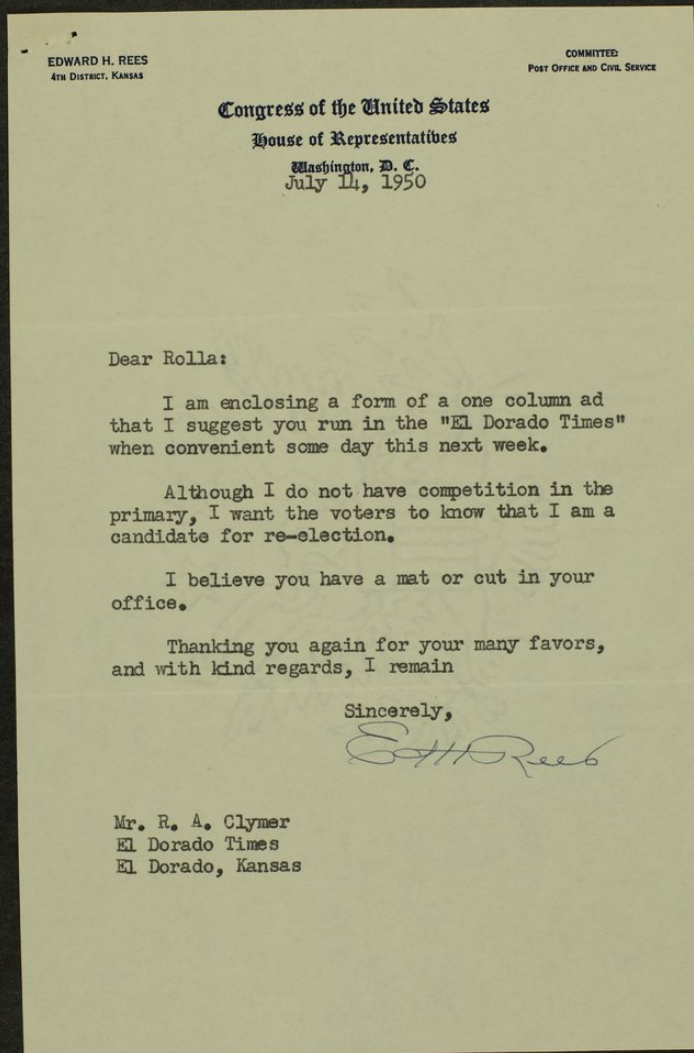 EDWARD H. REES
4TH DISTRICT, KANSAS
COMMITTEE:
POST OFFICE AND CIVIL SERVICE
Congress of the United States
House of Representatives
Washington, D. C.
July 14, 1950
Dear Rolla:
I am enclosing a form of a one column ad
that I suggest you run in the "El Dorado Times"
when convenient some day this next week.
Although I do not have competition in the
primary, I want the voters to know that I am a
candidate for re-election.
I believe you have a mat or cut in your
office.
Thanking you again for your many favors,
and with kind regards, I remain
Sincerely,
Ed H Rees
Mr. R. A. Clymer
El Dorado Times
El Dorado, Kansas